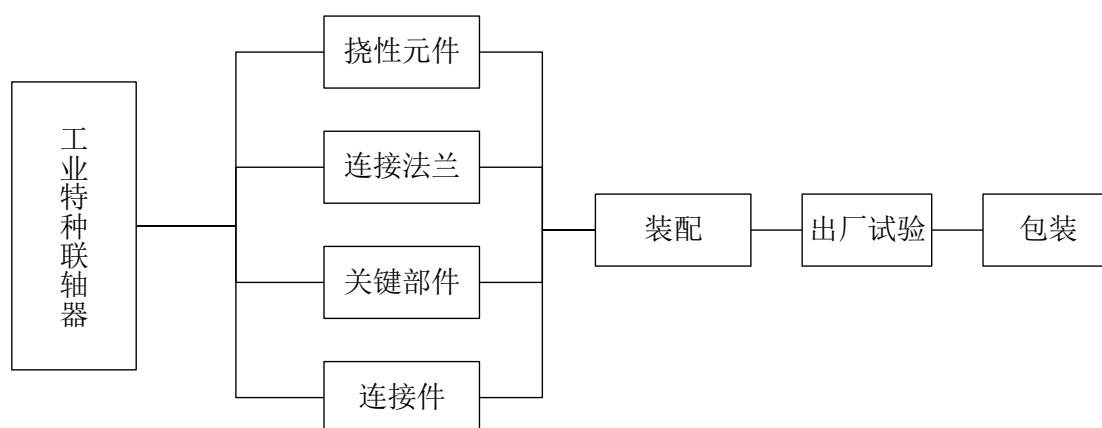 工业特种联轴器
挠性元件
连接法兰
关键部件
连接件
装配
出厂试验
包装